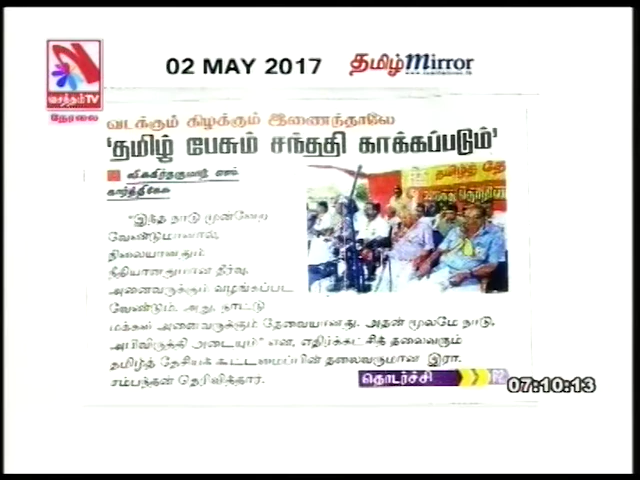 வசந்தம்TV
நேரலை
02 MAY 2017
தமிழ்mirror
வடக்கும் கிழக்கும் இணைந்தாலே
'தமிழ் பேசும் சந்ததி காக்கப்படும்'
"இந்த நாடு முன்னேற
வேண்டுமானால்,
நிலையானதும்
நீதியானதுமான தீர்வு,
அனைவருக்கும் வழங்கப்பட
வேண்டும். அது, நாட்டு
மக்கள் அனைவருக்கும் தேவையானது. அதன் மூலமே நாடு,
அபிவிருத்தி அடையும்" என, எதிர்க்கட்சித் தலைவரும்
தமிழ்த் தேசியக் கூட்டமைப்பின் தலைவருமான இரா.
சம்பந்தன் தெரிவித்தார்.
தொடர்ச்சி
07:10:13